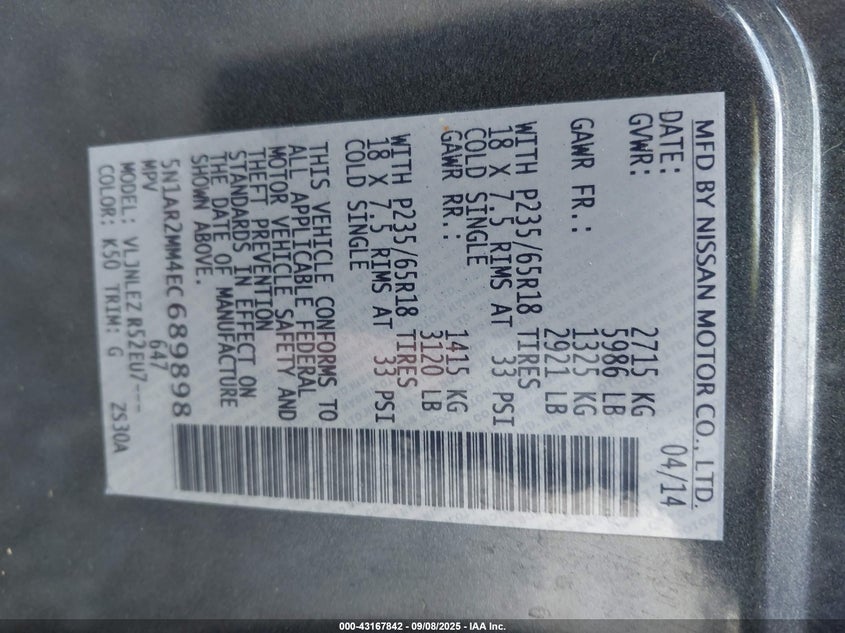 MFD BY NISSAN MOTOR CO., LTD.
DATE: 04/14
GVWR: 2715 KG
5986 LB
GAWR FR.: 1325 KG
2921 LB
WITH P235/65R18 TIRES
18 X 7.5 RIMS AT 33 PSI
COLD SINGLE
GAWR RR.: 1415 KG
3120 LB
WITH P235/65R18 TIRES
18 X 7.5 RIMS AT 33 PSI
COLD SINGLE
THIS VEHICLE CONFORMS TO
ALL APPLICABLE FEDERAL
MOTOR VEHICLE SAFETY AND
THEFT PREVENTION
STANDARDS IN EFFECT ON
THE DATE OF MANUFACTURE
SHOWN ABOVE.
5N1AR2MM4EC689898
MPV 647
MODEL: VLJNLEZ R52EU7---
COLOR: K50 TRIM: G ZS30A
000-43167842 - 09/08/2025 - IAA Inc.